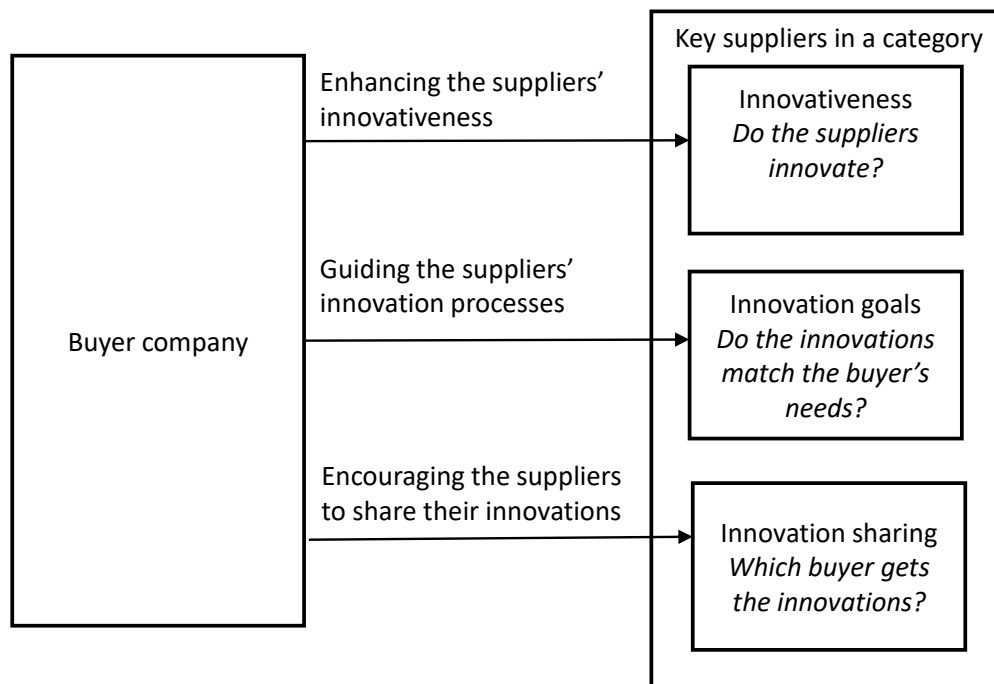 Key suppliers in a category
Enhancing the suppliers’
innovativeness
Innovativeness
Do the suppliers
innovate?
Guiding the suppliers’
innovation processes
Innovation goals
Do the innovations
match the buyer’s
needs?
Buyer company
Encouraging the suppliers
to share their innovations
Innovation sharing
Which buyer gets
the innovations?